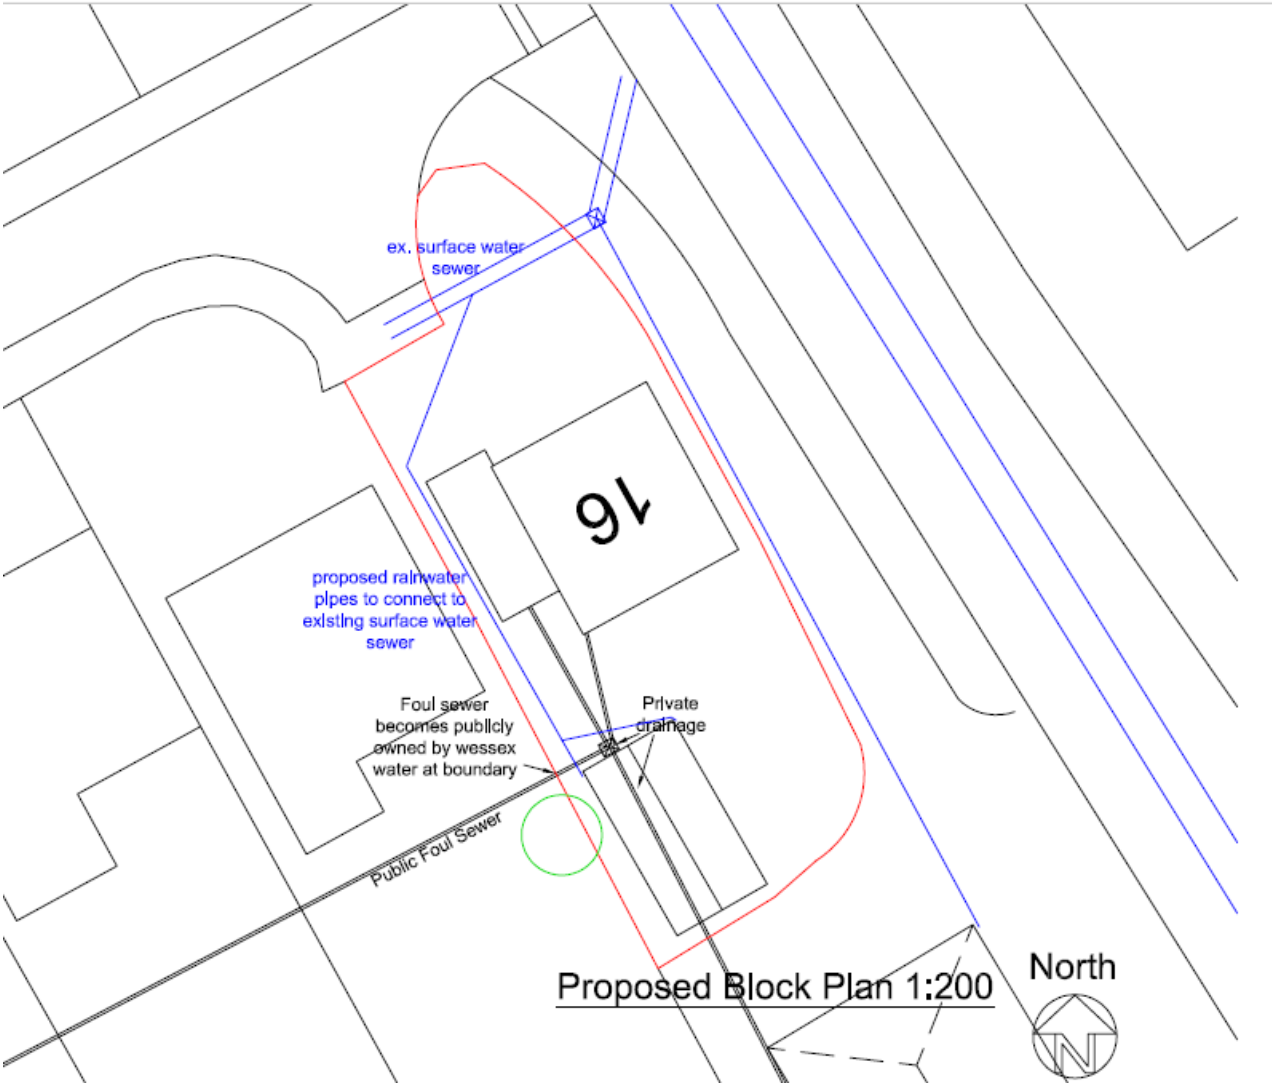 ex. surface water
sewer
16
proposed rainwater
pipes to connect to
existing surface water
sewer
Foul sewer
becomes publicly
owned by wessex
water at boundary
Private
drainage
Public Foul Sewer
Proposed Block Plan 1:200
North
N